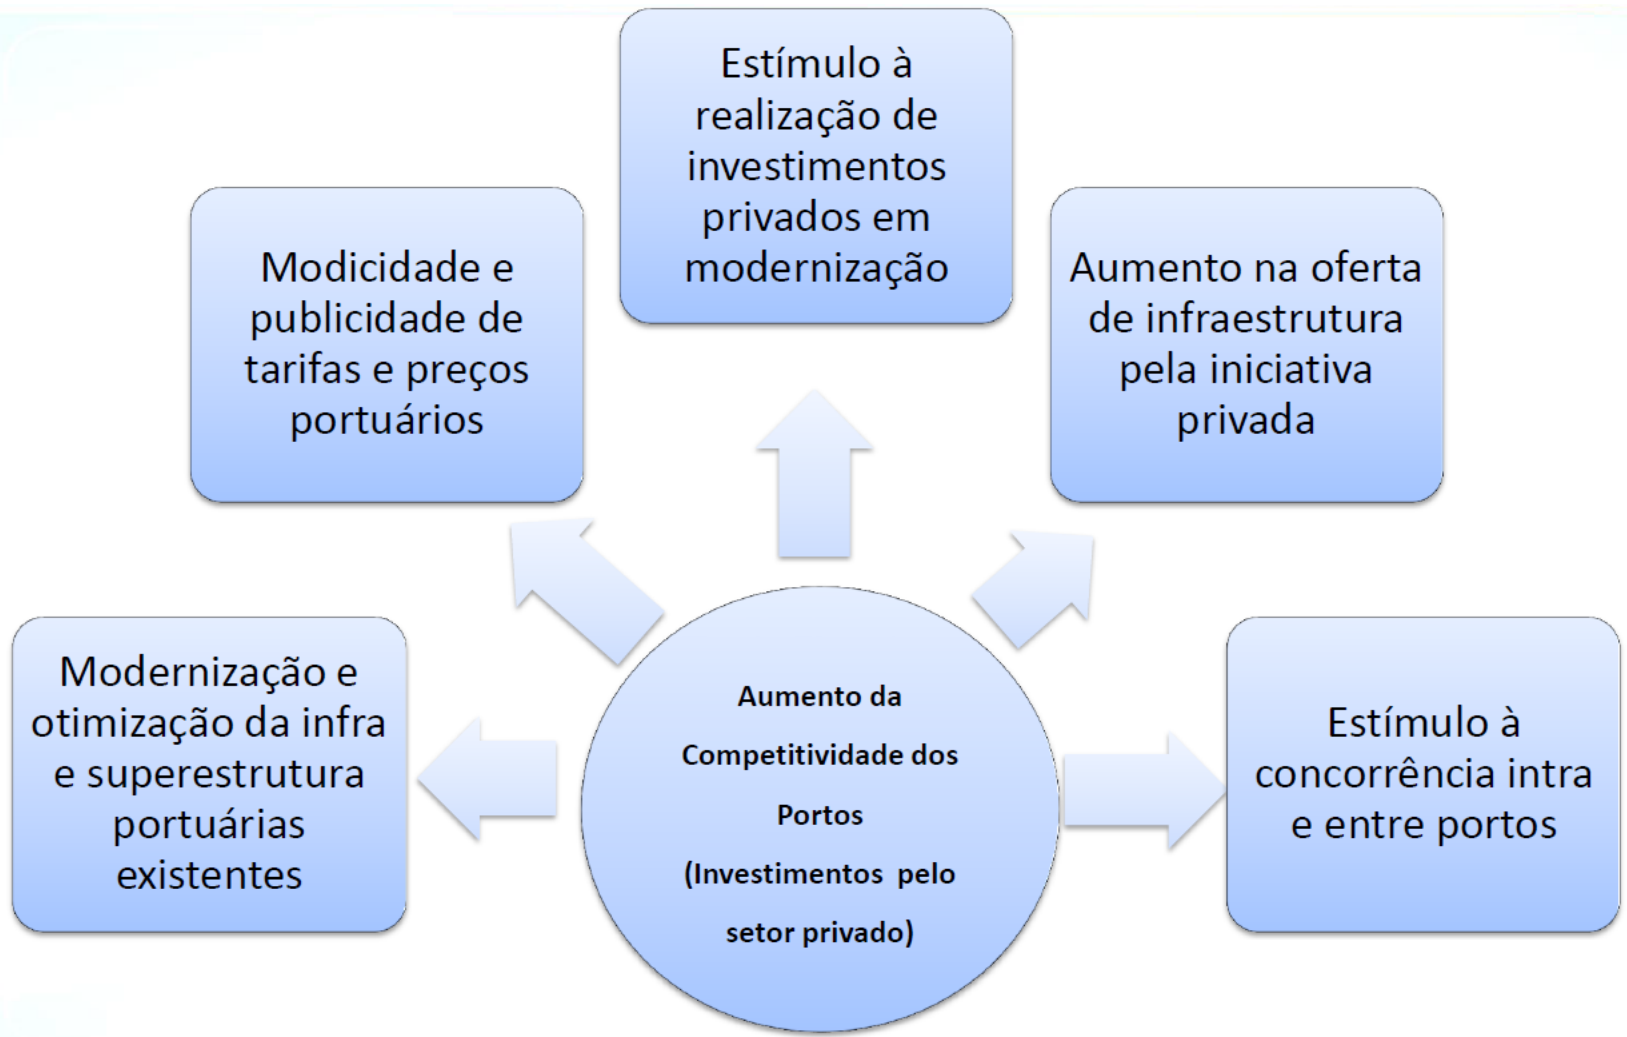 Estímulo à
realização de
investimentos
privados em
modernização
Modicidade e
publicidade de
tarifas e preços
portuários
Aumento na oferta
de infraestrutura
pela iniciativa
privada
Modernização e
otimização da infra
e superestrutura
portuárias
existentes
Aumento da
Competitividade dos
Portos
(Investimentos pelo
setor privado)
Estímulo à
concorrência intra
e entre portos